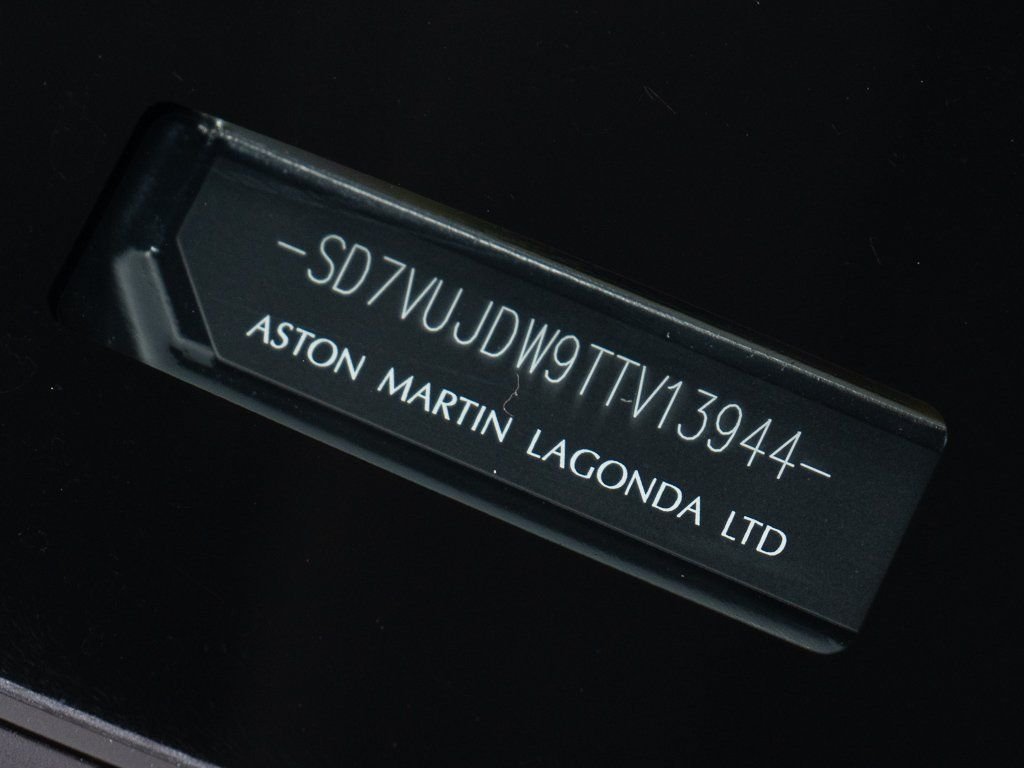 -SD7VUJDW9TTV13944-
ASTON MARTIN LAGONDA LTD